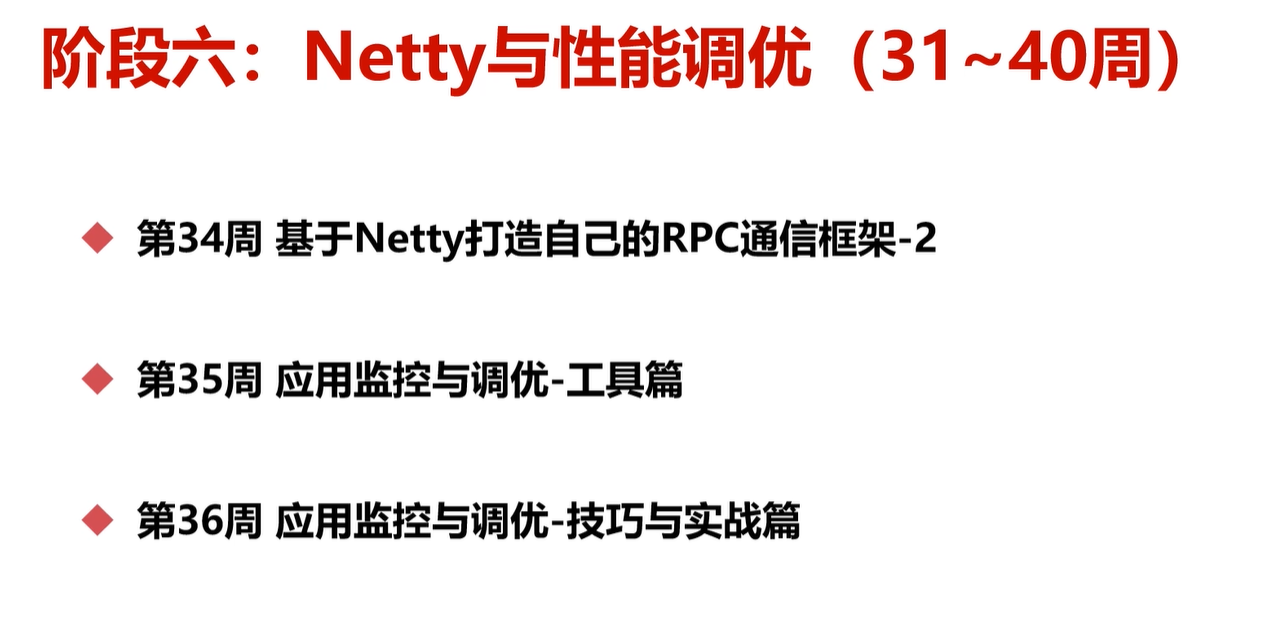 阶段六：Netty与性能调优（31~40周）
第34周 基于Netty打造自己的RPC通信框架-2
第35周 应用监控与调优-工具篇
第36周 应用监控与调优-技巧与实战篇